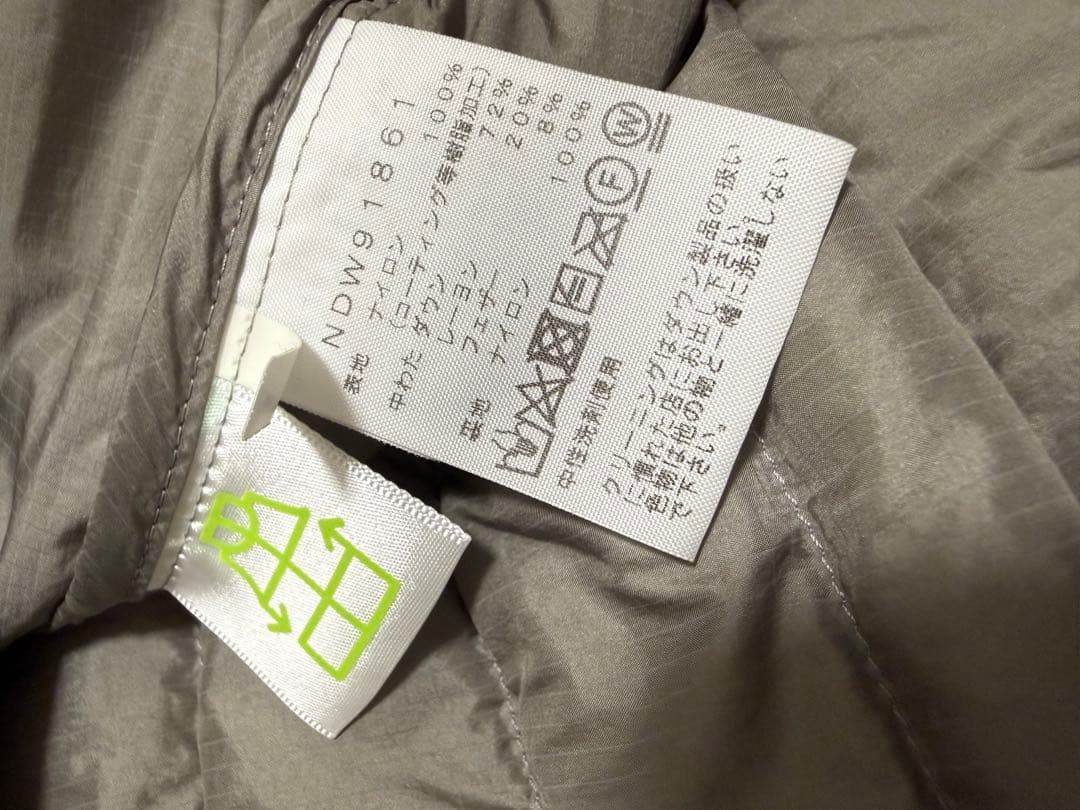 NDW91861
表地 ナイロン 100%
(コーティング等樹脂加工)
中わた ダウン 72%
レーヨン 20%
フェザー 8%
裏地 ナイロン 100%
F W
中性洗剤使用
クリーニングはダウン製品の扱い
に慣れた店にお出し下さい。
色物は他の物と一緒に洗濯しない
で下さい。